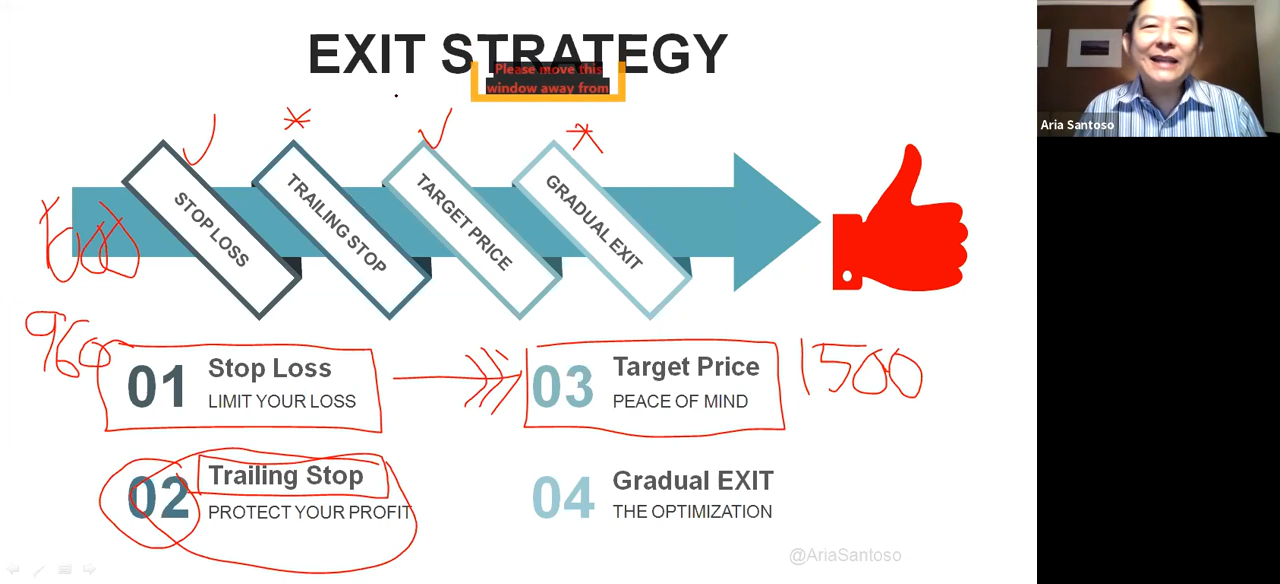 EXIT STRATEGY
Please move this
window away from
Aria Santoso
STOP LOSS
TRAILING STOP
TARGET PRICE
GRADUAL EXIT
960
01
Stop Loss
LIMIT YOUR LOSS
03
Target Price
PEACE OF MIND
1500
02
Trailing Stop
PROTECT YOUR PROFIT
04
Gradual EXIT
THE OPTIMIZATION
@AriaSantoso